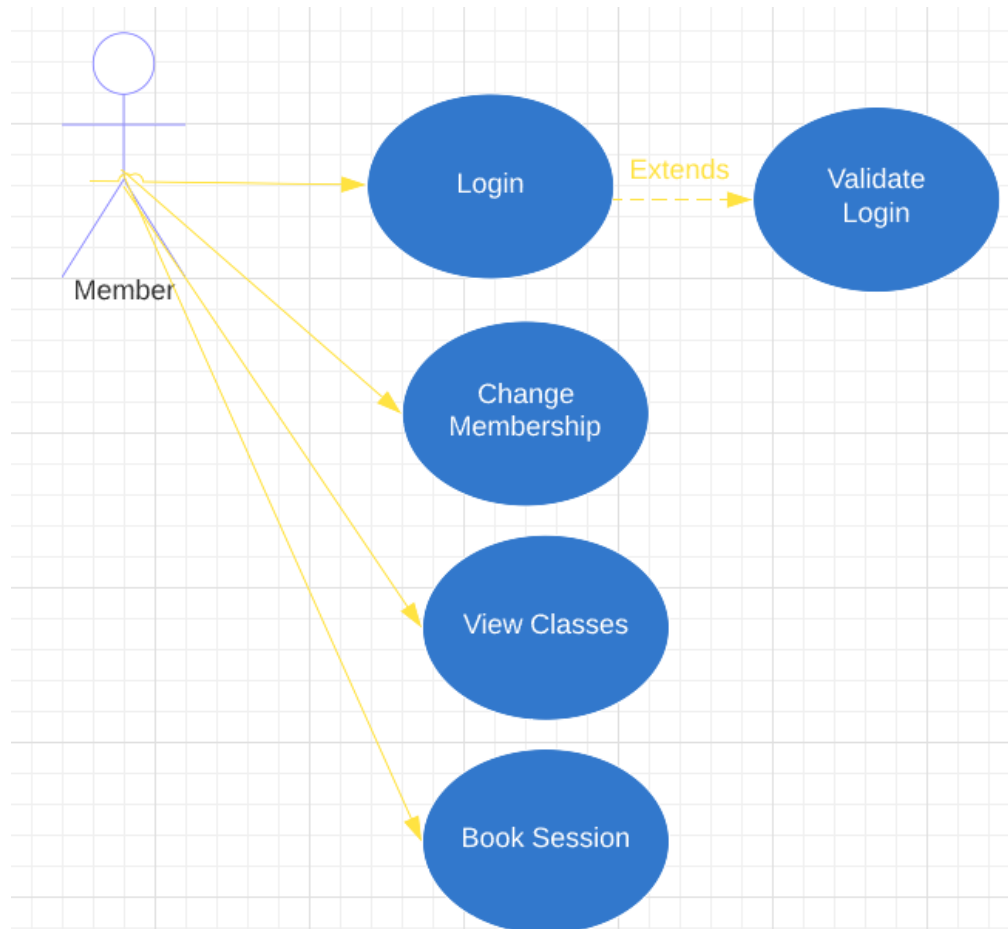 Login
Extends
Validate
Login
Member
Change
Membership
View Classes
Book Session